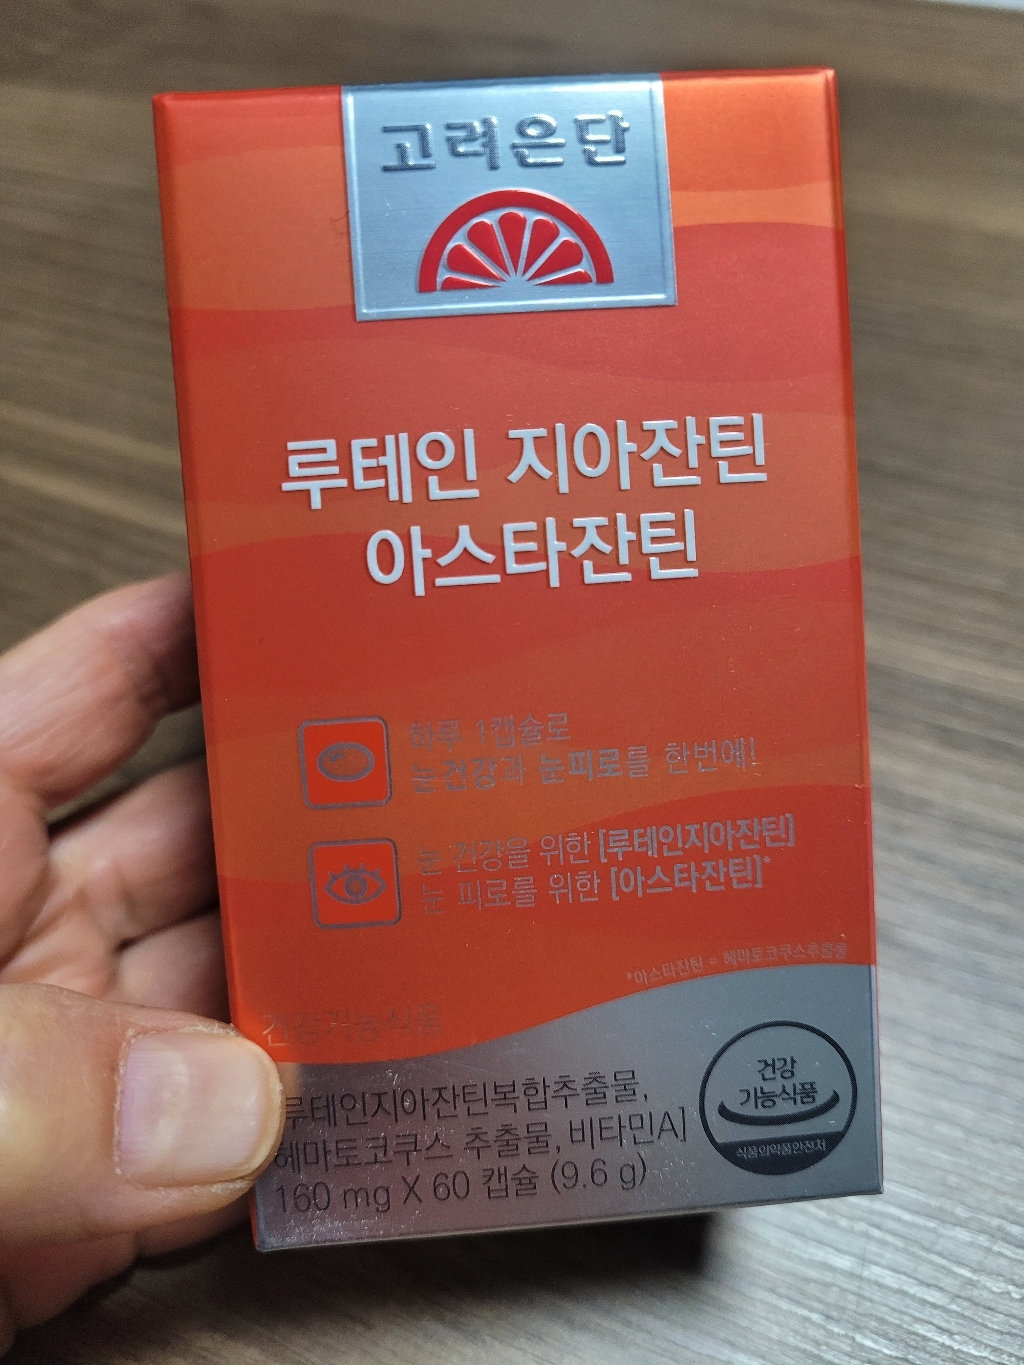 고려은단
루테인 지아잔틴
아스타잔틴
하루 1캡슐로
눈건강과 눈피로를 한번에!
눈 건강을 위한 [루테인지아잔틴]
눈 피로를 위한 [아스타잔틴]*
*아스타잔틴 = 헤마토코쿠스추출물
건강기능식품
루테인지아잔틴복합추출물,
헤마토코쿠스 추출물, 비타민A]
160 mg X 60 캡슐 (9.6 g)
건강
기능식품
식품의약품안전처